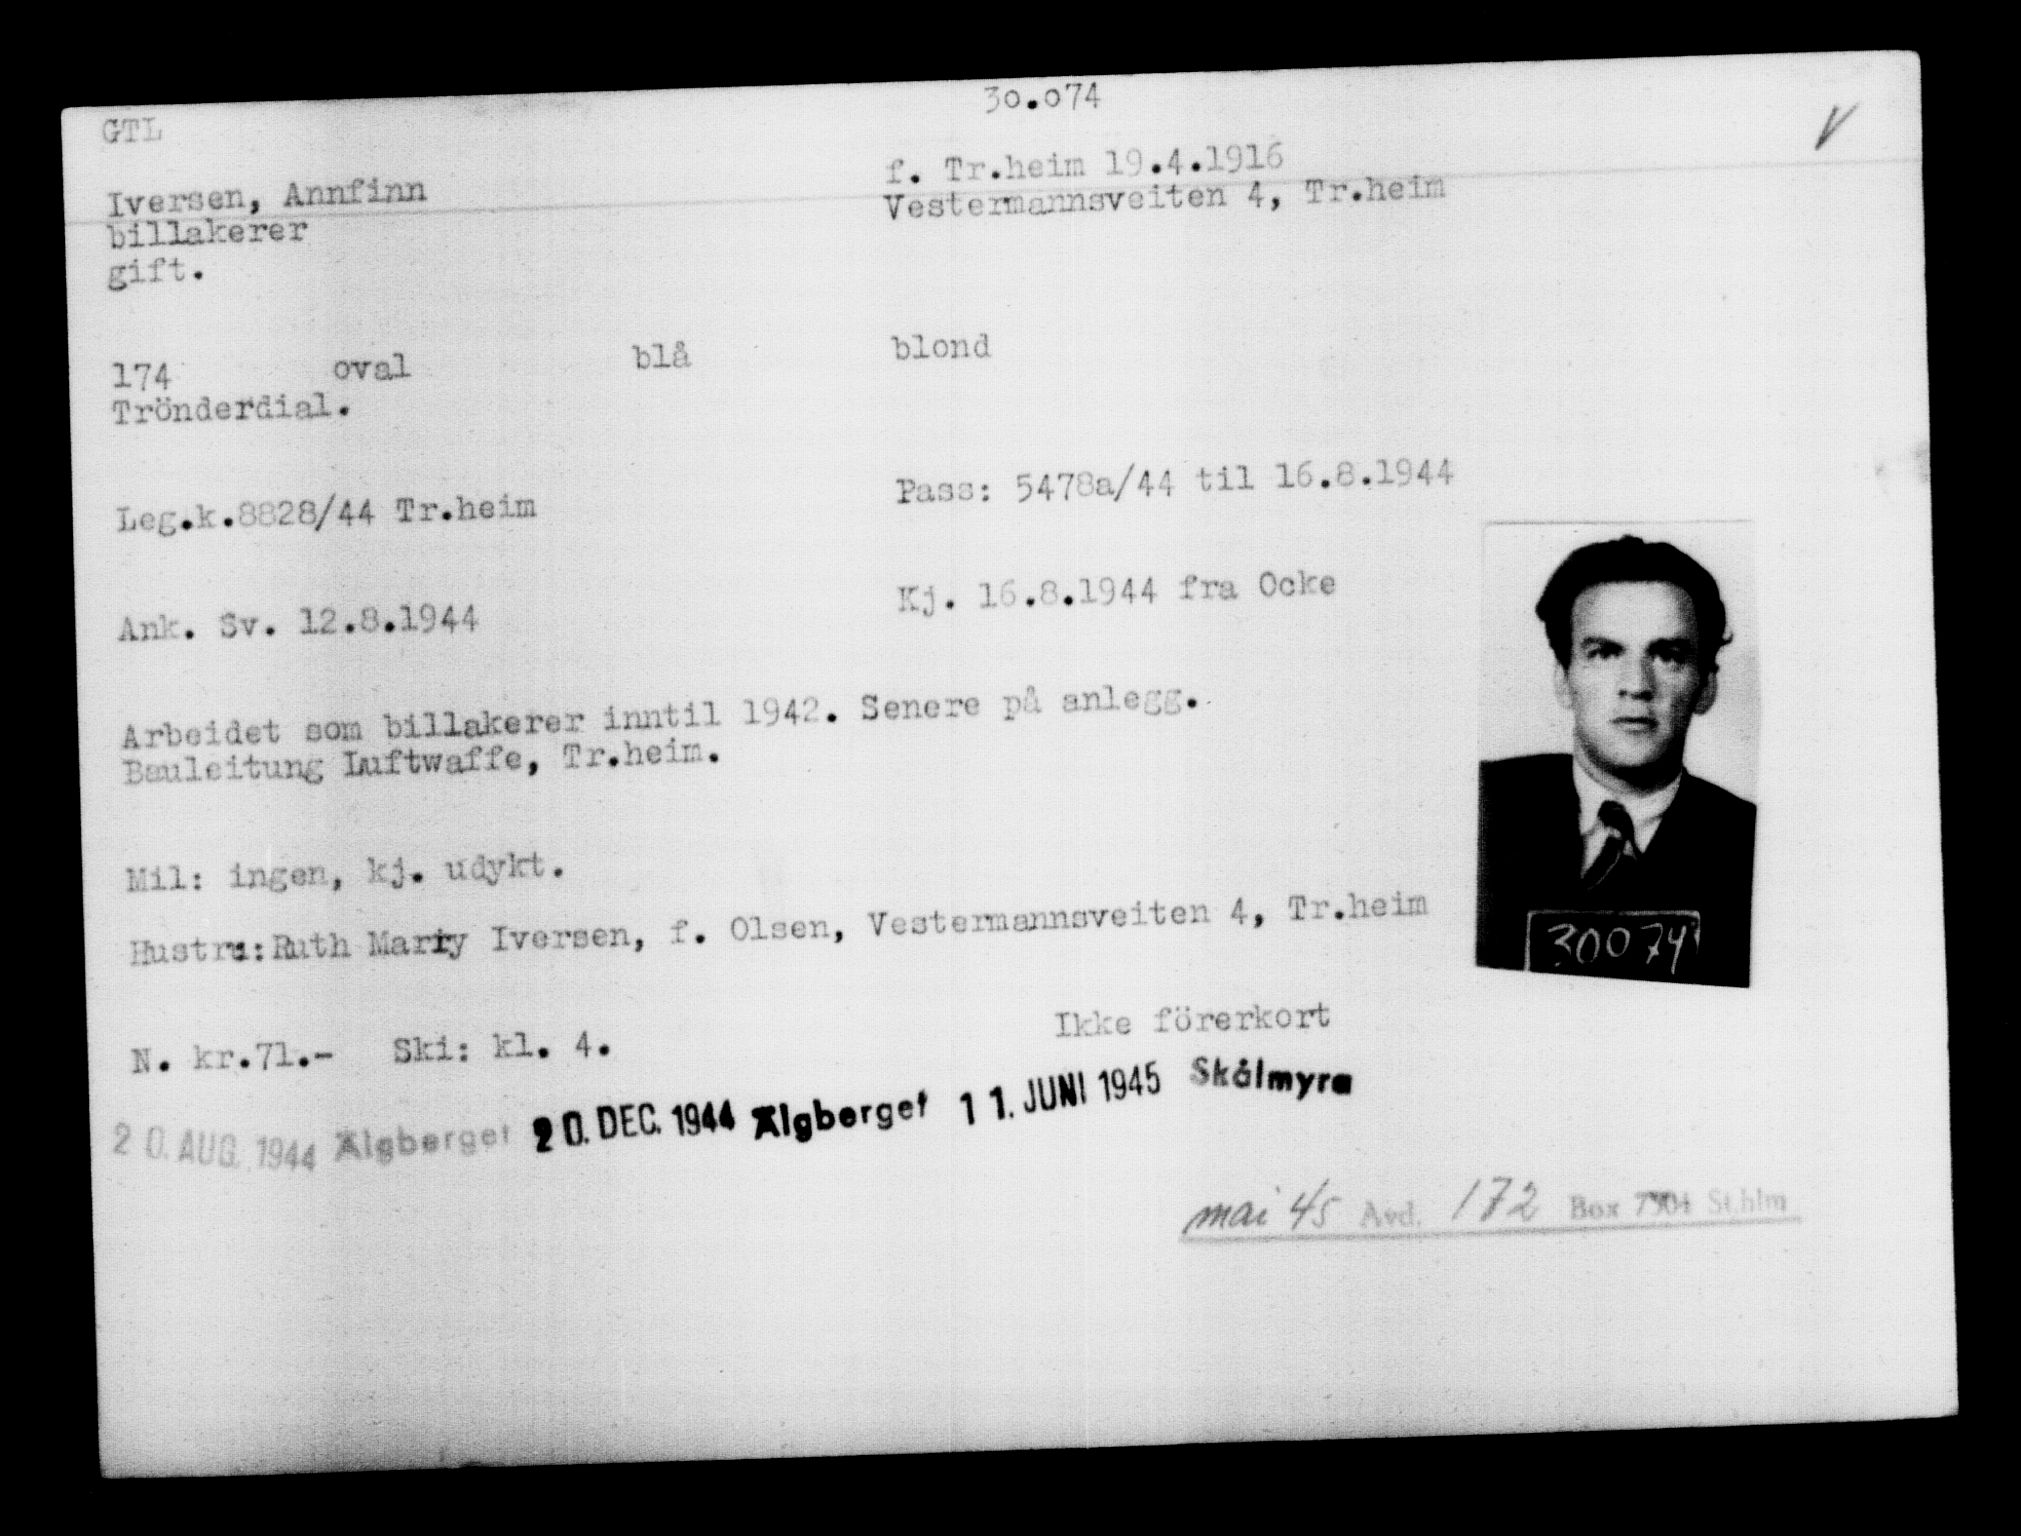 30.074
GTL
V
f. Tr.heim 19.4.1916
Iversen, Annfinn
Vestermannsveiten 4, Tr.heim
billakerer
gift.
174 oval blå blond
Trönderdial.
Leg.k.8828/44 Tr.heim
Pass: 5478a/44 til 16.8.1944
Ank. Sv. 12.8.1944
Kj. 16.8.1944 fra Ocke
Arbeidet som billakerer inntil 1942. Senere på anlegg.
Bauleitung Luftwaffe, Tr.heim.
Mil: ingen, kj. udykt.
Hustru: Ruth Marry Iversen, f. Olsen, Vestermannsveiten 4, Tr.heim
30074
N. kr.71.- Ski: kl. 4.
Ikke förerkort
20. AUG. 1944 Älgberget 20. DEC. 1944 Älgberget 11. JUNI 1945 Skålmyra
mai 45 Avd. 172 Box 7904 St.hlm